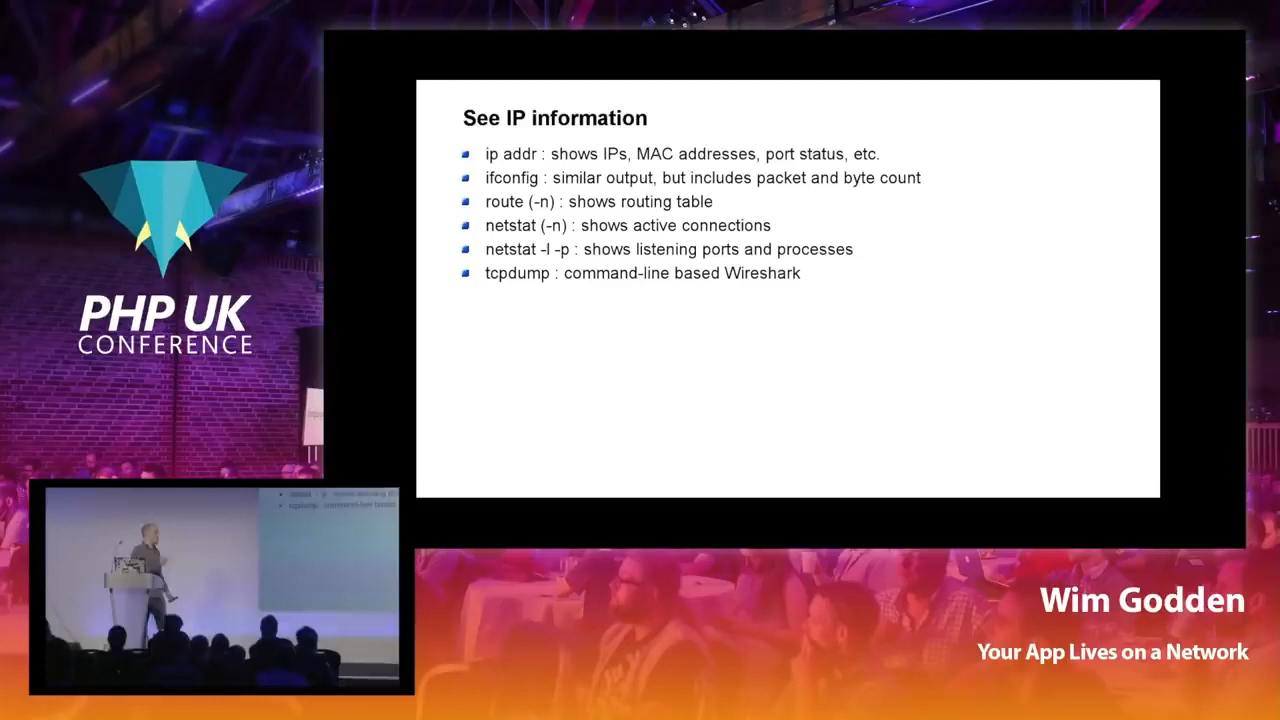 See IP information
ip addr : shows IPs, MAC addresses, port status, etc.
ifconfig : similar output, but includes packet and byte count
route (-n) : shows routing table
netstat (-n) : shows active connections
netstat -l -p : shows listening ports and processes
tcpdump : command-line based Wireshark
PHP UK
CONFERENCE
Wim Godden
Your App Lives on a Network